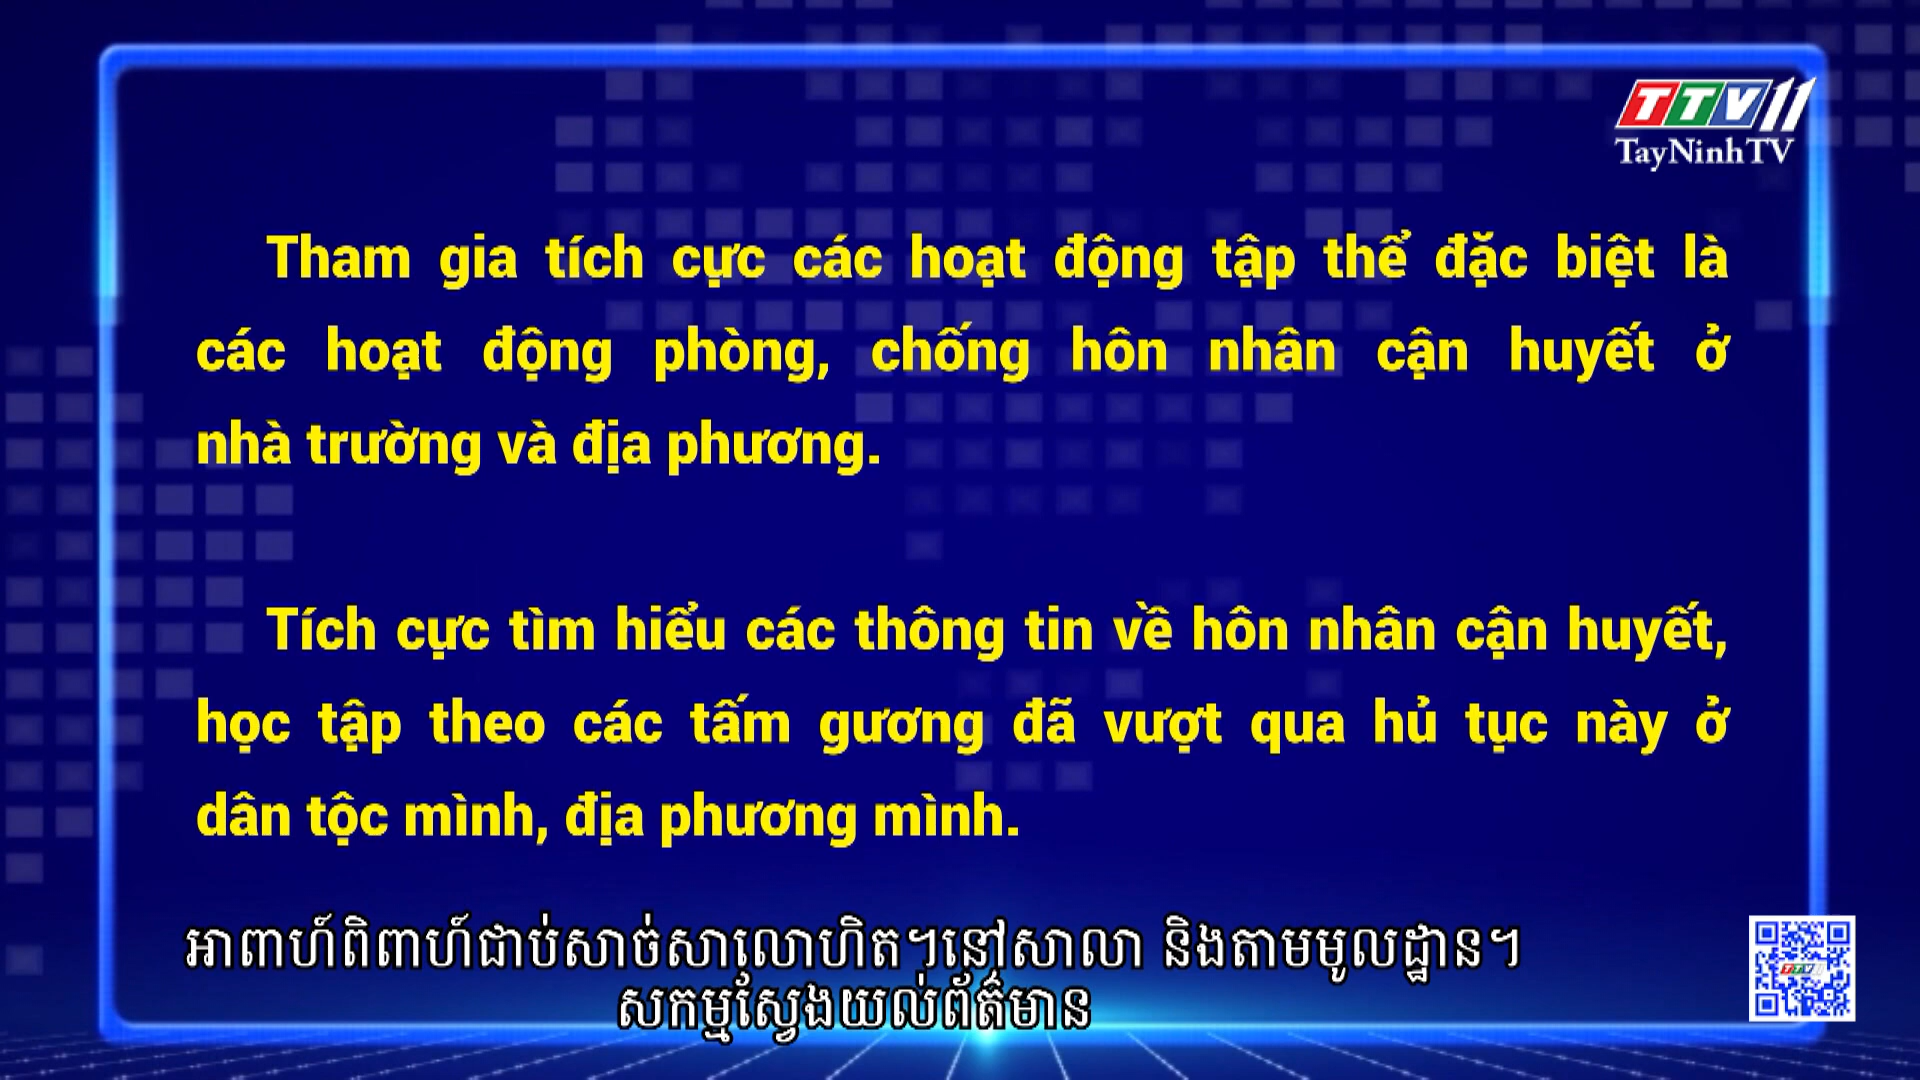 TTV11
TayNinhTV
Tham gia tích cực các hoạt động tập thể đặc biệt là
các hoạt động phòng, chống hôn nhân cận huyết ở
nhà trường và địa phương.
Tích cực tìm hiểu các thông tin về hôn nhân cận huyết,
học tập theo các tấm gương đã vượt qua hủ tục này ở
dân tộc mình, địa phương mình.
អាពាហ៍ពិពាហ៍ជាប់សាច់សាលោហិត។នៅសាលា និងតាមមូលដ្ឋាន។
សកម្មស្វែងយល់ព័ត៌មាន
TTV11